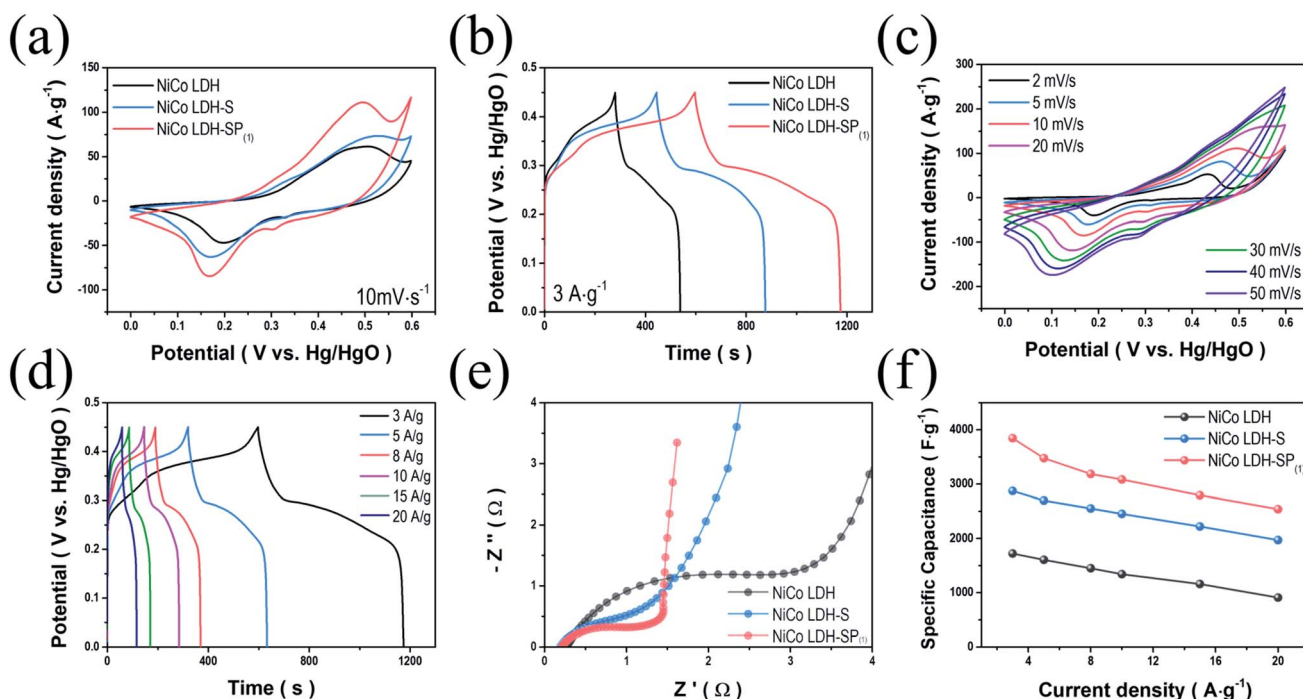 (a)
Current density ( A·g⁻¹ )
150
125
100
75
50
25
0
-25
-50
-75
-100
NiCo LDH
NiCo LDH-S
NiCo LDH-SP₍₁₎
10mV·s⁻¹
0.0 0.1 0.2 0.3 0.4 0.5 0.6
Potential ( V vs. Hg/HgO )
(b)
Potential ( V vs. Hg/HgO )
0.5
0.4
0.3
0.2
0.1
0.0
NiCo LDH
NiCo LDH-S
NiCo LDH-SP₍₁₎
3 A·g⁻¹
0 400 800 1200
Time ( s )
(c)
Current density ( A·g⁻¹ )
300
200
100
0
-100
-200
2 mV/s
5 mV/s
10 mV/s
20 mV/s
30 mV/s
40 mV/s
50 mV/s
0.0 0.1 0.2 0.3 0.4 0.5 0.6
Potential ( V vs. Hg/HgO )
(d)
Potential ( V vs. Hg/HgO )
0.5
0.4
0.3
0.2
0.1
0.0
3 A/g
5 A/g
8 A/g
10 A/g
15 A/g
20 A/g
0 400 800 1200
Time ( s )
(e)
- Z '' ( Ω )
4
3
2
1
0
NiCo LDH
NiCo LDH-S
NiCo LDH-SP₍₁₎
0 1 2 3 4
Z ' ( Ω )
(f)
Specific Capacitance ( F·g⁻¹ )
4000
3000
2000
1000
0
NiCo LDH
NiCo LDH-S
NiCo LDH-SP₍₁₎
4 8 12 16 20
Current density ( A·g⁻¹ )